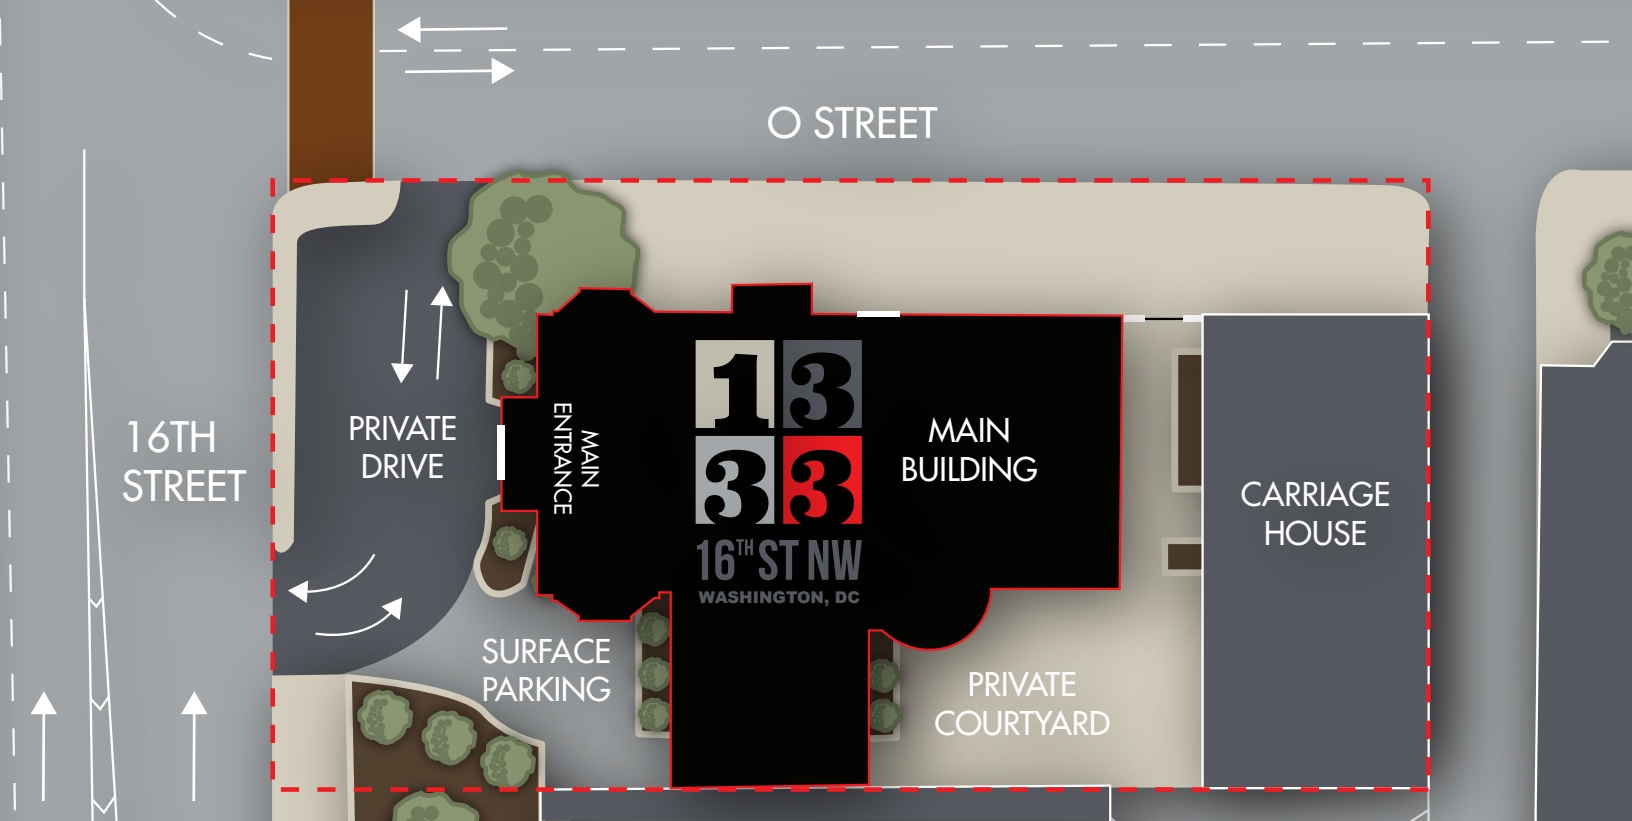 O STREET
16TH
STREET
PRIVATE
DRIVE
MAIN
ENTRANCE
13
33
16TH ST NW
WASHINGTON, DC
MAIN
BUILDING
CARRIAGE
HOUSE
SURFACE
PARKING
PRIVATE
COURTYARD